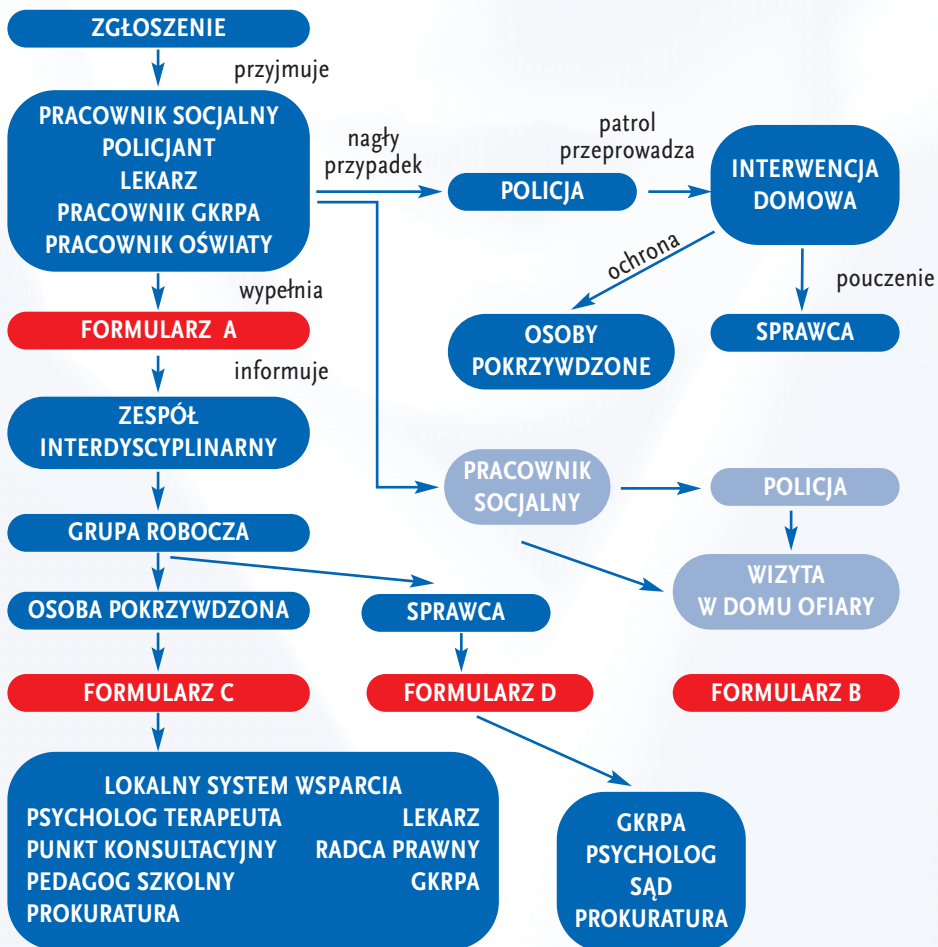 ZGŁOSZENIE
przyjmuje
PRACOWNIK SOCJALNY
POLICJANT
LEKARZ
PRACOWNIK GKRPA
PRACOWNIK OŚWIATY
nagły
przypadek
POLICJA
patrol
przeprowadza
INTERWENCJA
DOMOWA
ochrona
pouczenie
OSOBY
POKRZYWDZONE
SPRAWCA
wypełnia
FORMULARZ A
informuje
ZESPÓŁ
INTERDYSCYPLINARNY
PRACOWNIK
SOCJALNY
POLICJA
WIZYTA
W DOMU OFIARY
GRUPA ROBOCZA
OSOBA POKRZYWDZONA
SPRAWCA
FORMULARZ C
FORMULARZ D
FORMULARZ B
LOKALNY SYSTEM WSPARCIA
PSYCHOLOG TERAPEUTA LEKARZ
PUNKT KONSULTACYJNY RADCA PRAWNY
PEDAGOG SZKOLNY GKRPA
PROKURATURA
GKRPA
PSYCHOLOG
SĄD
PROKURATURA